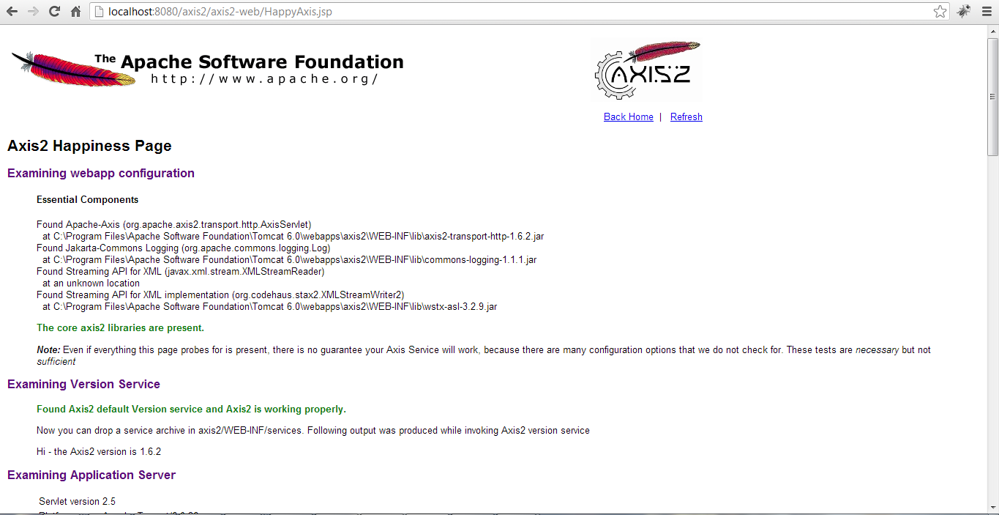 localhost:8080/axis2/axis2-web/HappyAxis.jsp
The Apache Software Foundation
http://www.apache.org/
AXIS2
Back Home | Refresh
Axis2 Happiness Page
Examining webapp configuration
Essential Components
Found Apache-Axis (org.apache.axis2.transport.http.AxisServlet)
at C:\Program Files\Apache Software Foundation\Tomcat 6.0\webapps\axis2\WEB-INF\lib\axis2-transport-http-1.6.2.jar
Found Jakarta-Commons Logging (org.apache.commons.logging.Log)
at C:\Program Files\Apache Software Foundation\Tomcat 6.0\webapps\axis2\WEB-INF\lib\commons-logging-1.1.1.jar
Found Streaming API for XML (javax.xml.stream.XMLStreamReader)
at an unknown location
Found Streaming API for XML implementation (org.codehaus.stax2.XMLStreamWriter2)
at C:\Program Files\Apache Software Foundation\Tomcat 6.0\webapps\axis2\WEB-INF\lib\wstx-asl-3.2.9.jar
The core axis2 libraries are present.
Note: Even if everything this page probes for is present, there is no guarantee your Axis Service will work, because there are many configuration options that we do not check for. These tests are necessary but not
sufficient
Examining Version Service
Found Axis2 default Version service and Axis2 is working properly.
Now you can drop a service archive in axis2/WEB-INF/services. Following output was produced while invoking Axis2 version service
Hi - the Axis2 version is 1.6.2
Examining Application Server
Servlet version 2.5